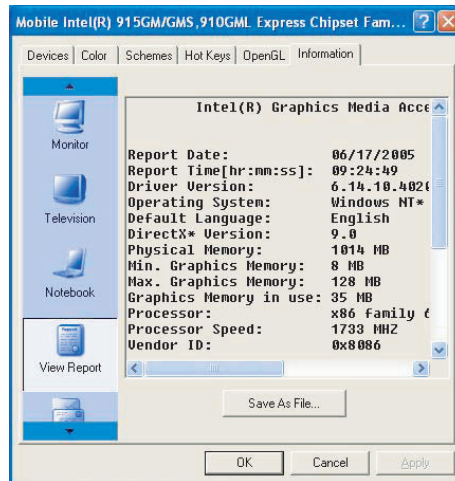 Mobile Intel(R) 915GM/GMS,910GML Express Chipset Fam...
Devices Color Schemes Hot Keys OpenGL Information
Monitor
Television
Notebook
View Report
Intel(R) Graphics Media Acce
Report Date: 06/17/2005
Report Time[hr:mm:ss]: 09:24:49
Driver Version: 6.14.10.402
Operating System: Windows NT*
Default Language: English
DirectX* Version: 9.0
Physical Memory: 1014 MB
Min. Graphics Memory: 8 MB
Max. Graphics Memory: 128 MB
Graphics Memory in use: 35 MB
Processor: x86 family 6
Processor Speed: 1733 MHZ
Vendor ID: 0x8086
Save As File...
OK Cancel Apply